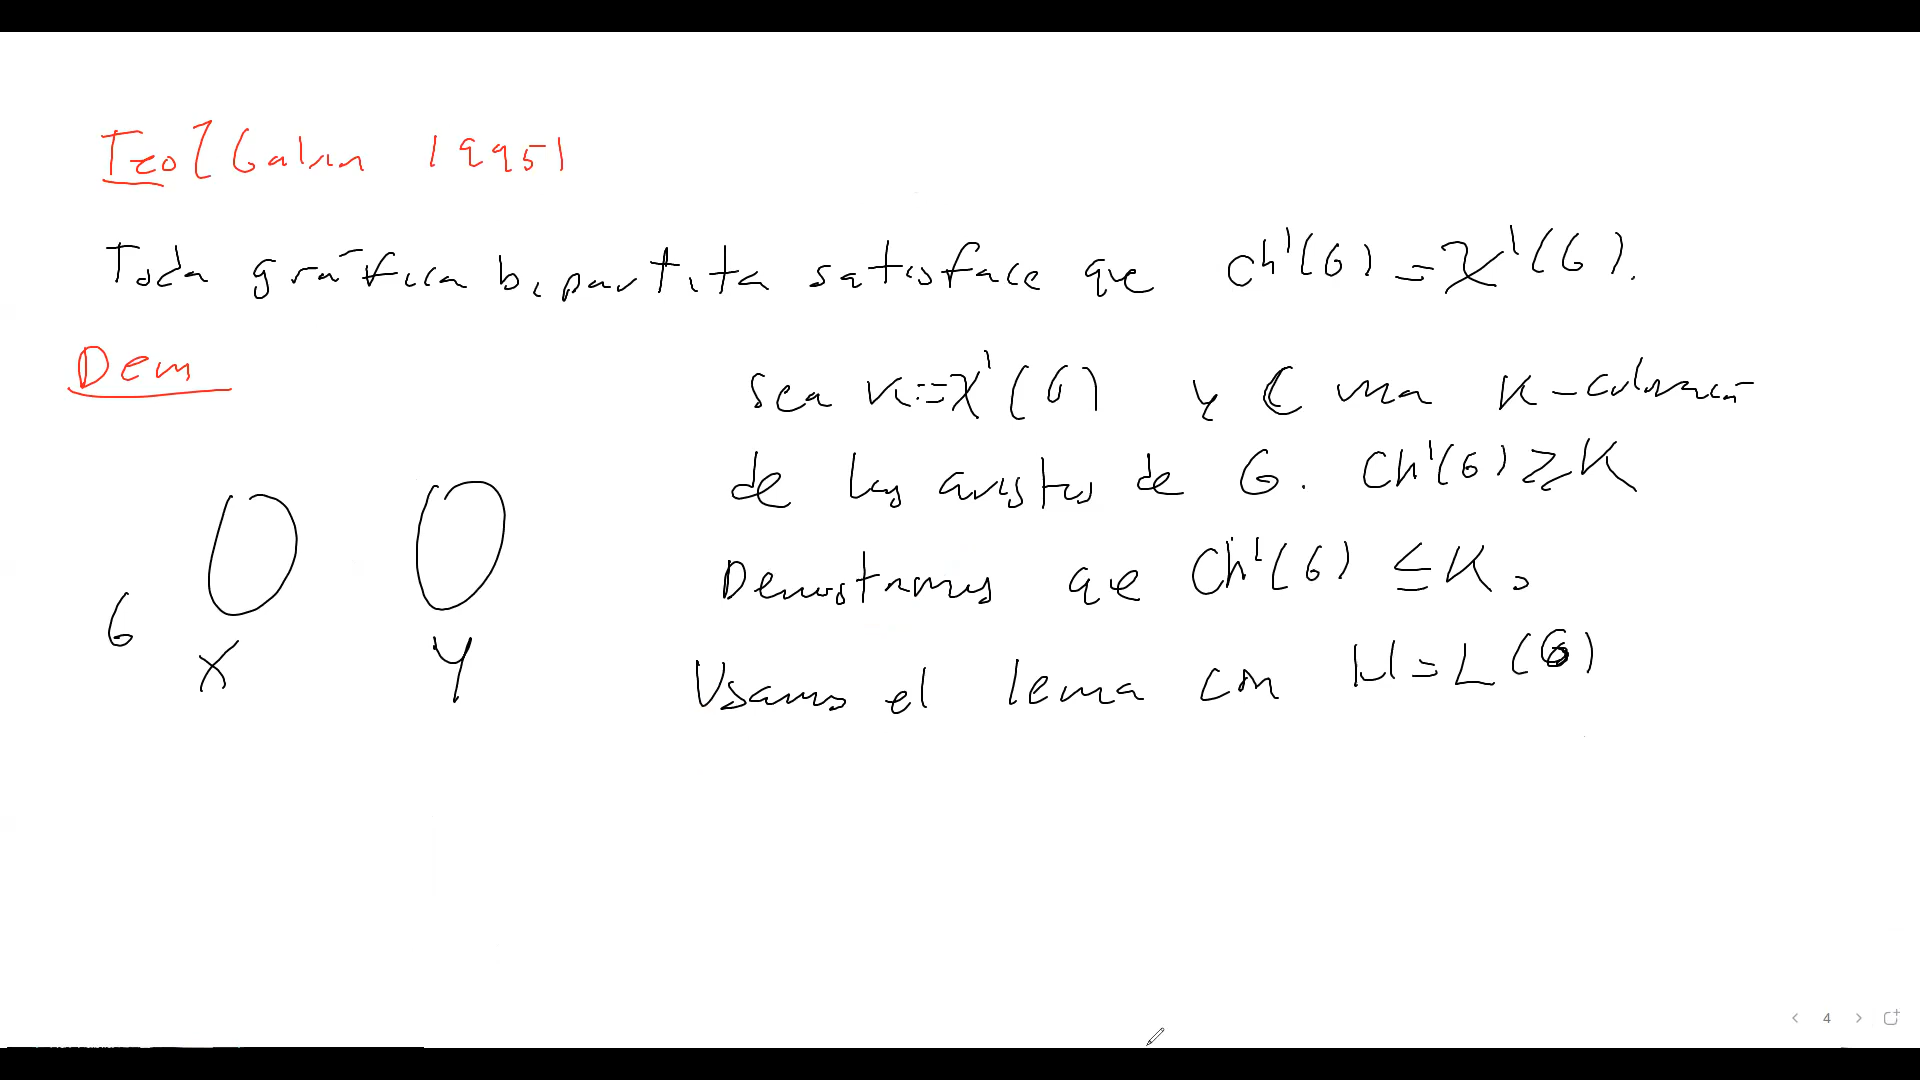 Teo [Galvin 1995]
Toda gráfica bipartita satisface que Ch'(G) = χ'(G).
Dem
Sea k := χ'(G) y C una k-coloración
de las aristas de G. Ch'(G) ≥ k
Demostramos que Ch'(G) ≤ k.
G X Y
Usamos el lema con H = L(G)
4